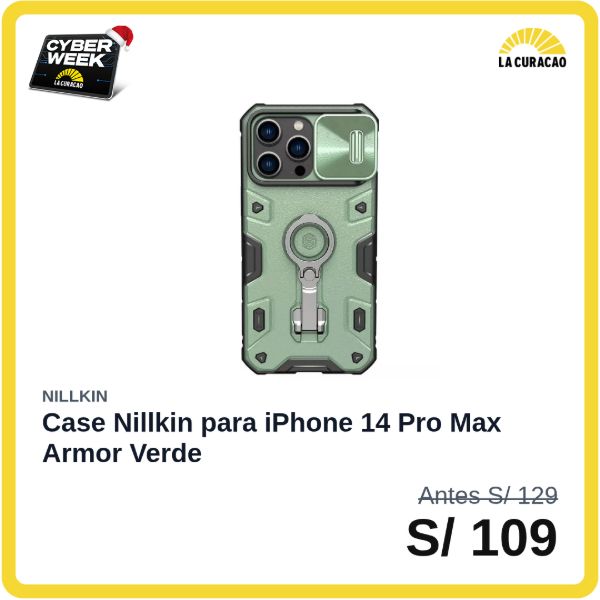 CYBER
WEEK
LA CURACAO
LA CURACAO
NILLKIN
Case Nillkin para iPhone 14 Pro Max
Armor Verde
Antes S/ 129
S/ 109